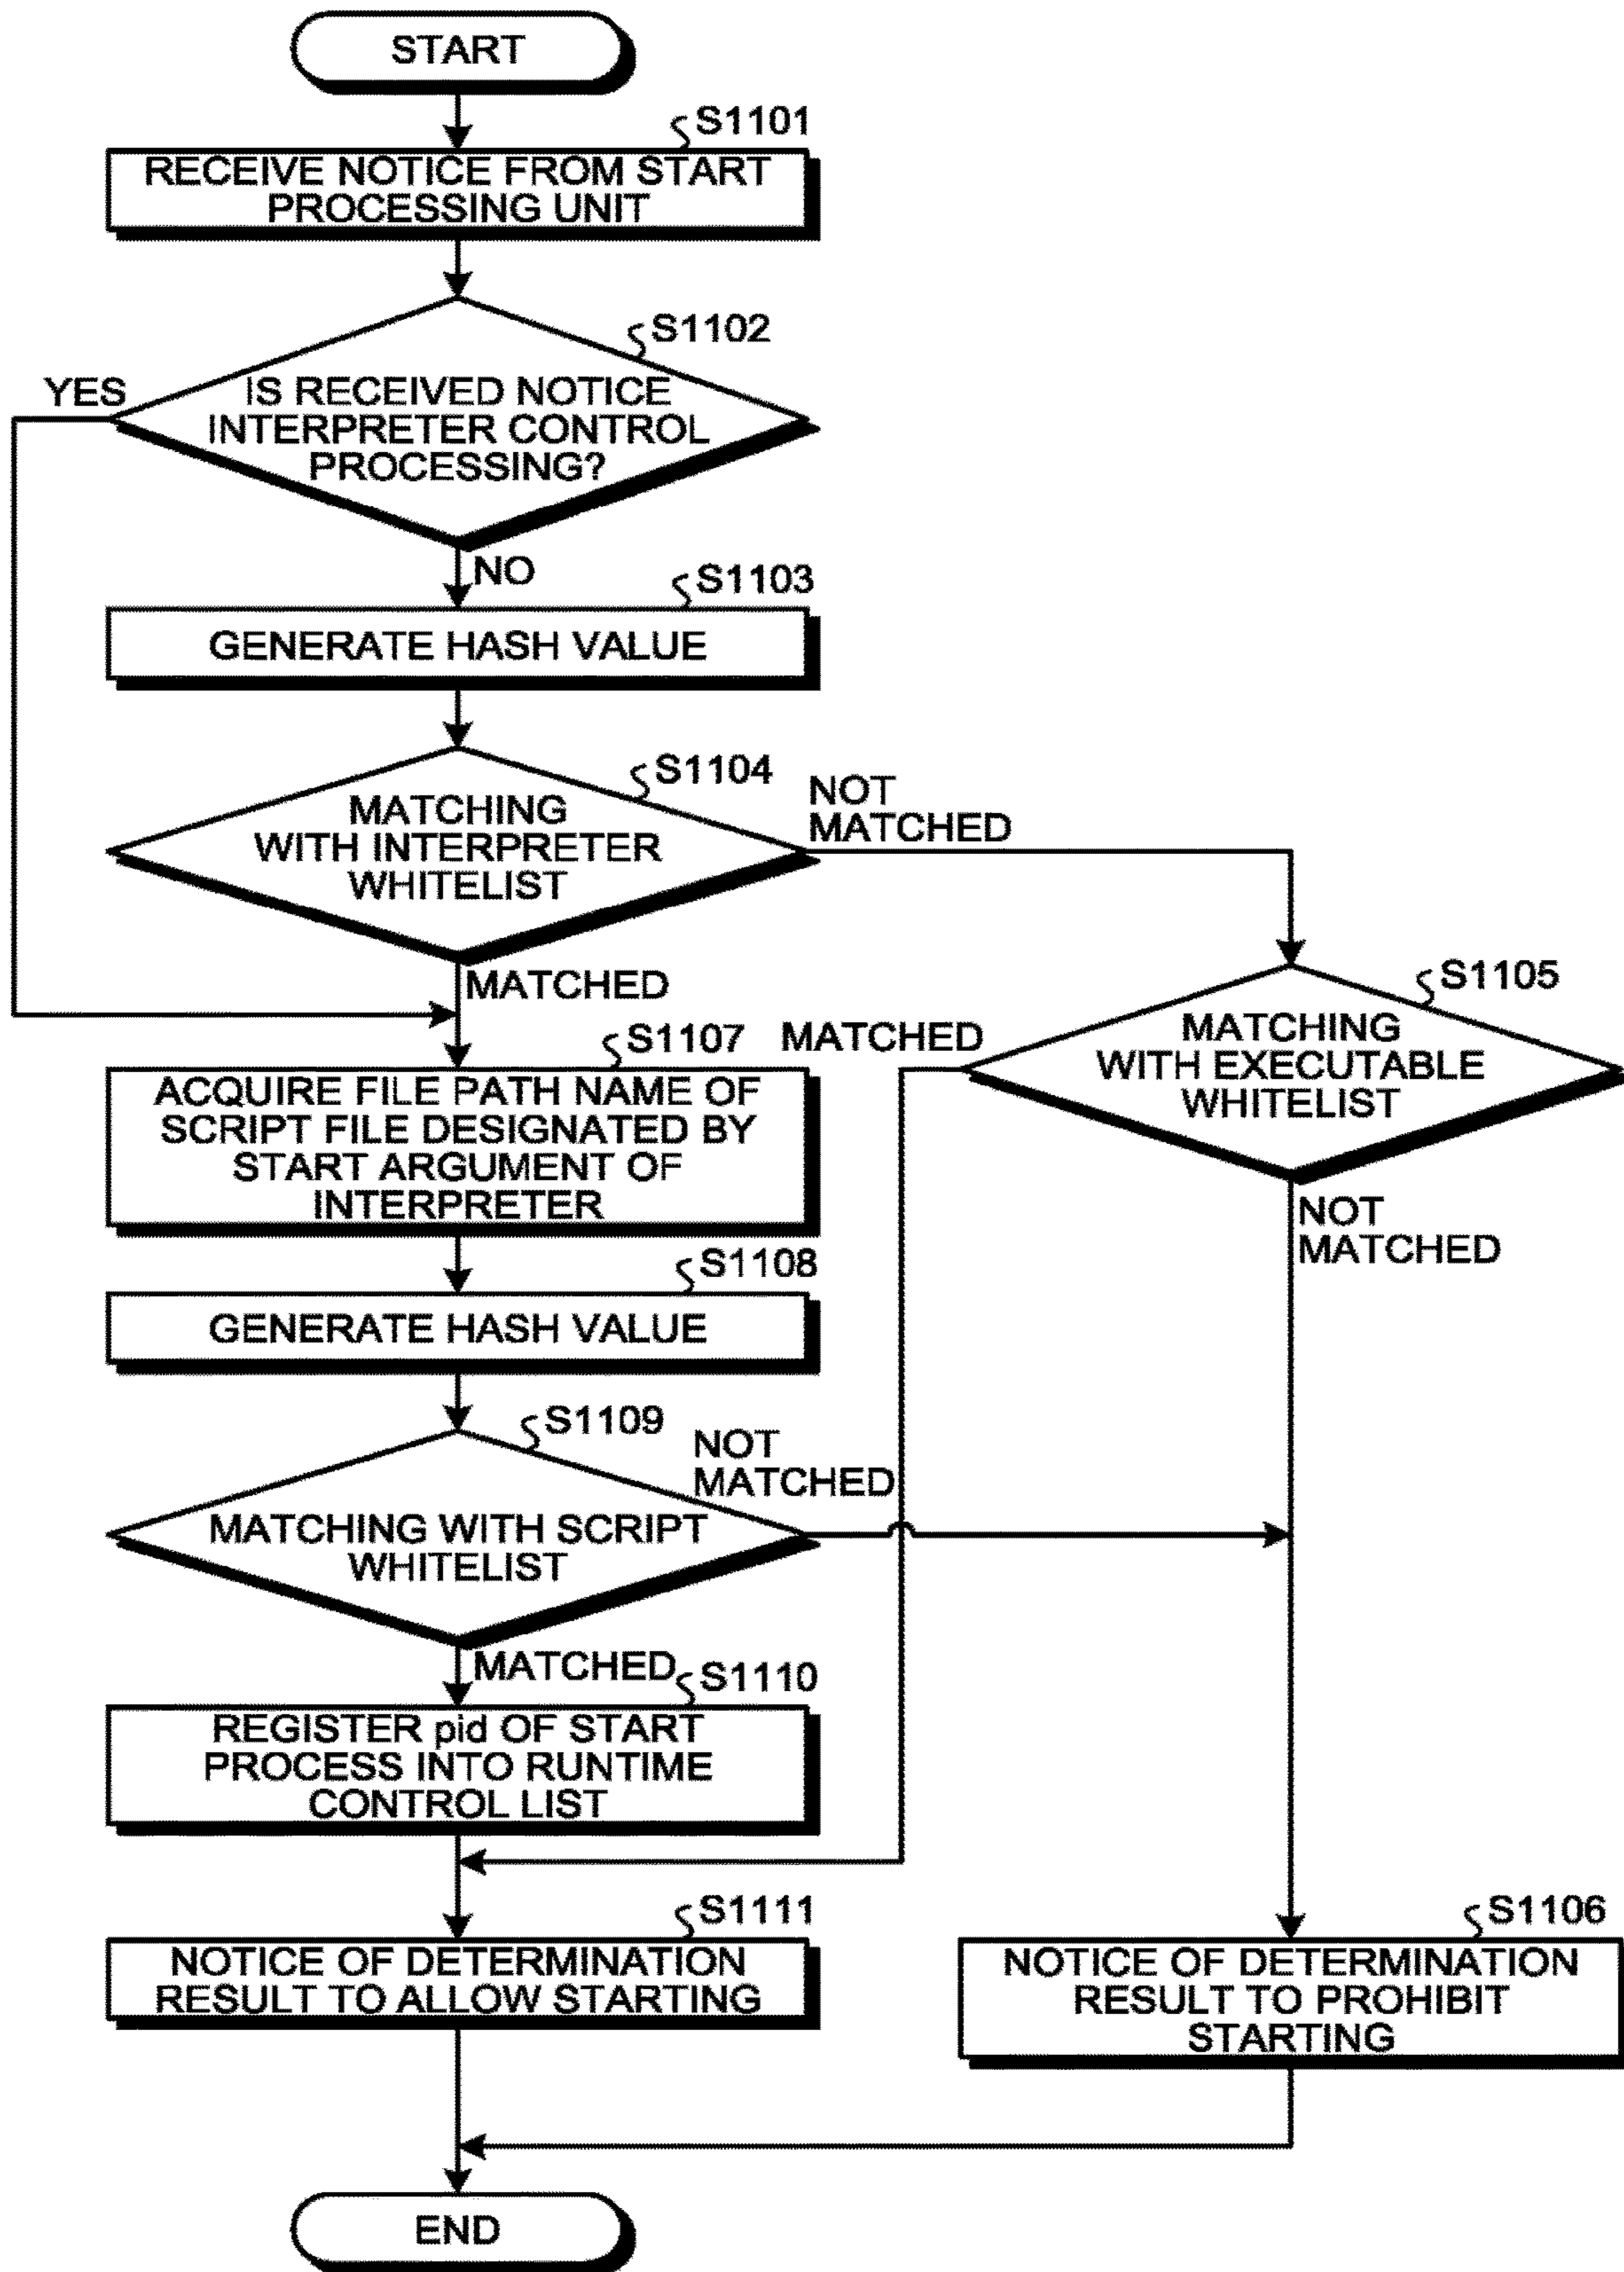 START
S1101
RECEIVE NOTICE FROM START
PROCESSING UNIT
S1102
YES
IS RECEIVED NOTICE
INTERPRETER CONTROL
PROCESSING?
NO
S1103
GENERATE HASH VALUE
S1104
NOT
MATCHED
MATCHING
WITH INTERPRETER
WHITELIST
MATCHED
S1105
MATCHED
MATCHING
WITH EXECUTABLE
WHITELIST
NOT
MATCHED
S1107
ACQUIRE FILE PATH NAME OF
SCRIPT FILE DESIGNATED BY
START ARGUMENT OF
INTERPRETER
S1108
GENERATE HASH VALUE
S1109
NOT
MATCHED
MATCHING WITH SCRIPT
WHITELIST
MATCHED
S1110
REGISTER pid OF START
PROCESS INTO RUNTIME
CONTROL LIST
S1111
NOTICE OF DETERMINATION
RESULT TO ALLOW STARTING
S1106
NOTICE OF DETERMINATION
RESULT TO PROHIBIT
STARTING
END